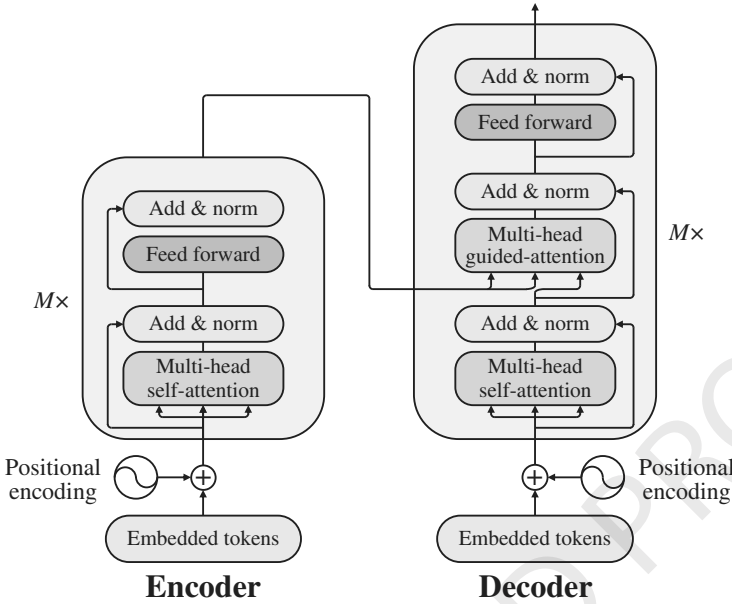 Add & norm
Feed forward
Add & norm
Multi-head
guided-attention
Add & norm
Multi-head
self-attention
M×
Positional
encoding
Embedded tokens
Decoder
Add & norm
Feed forward
M×
Add & norm
Multi-head
self-attention
Positional
encoding
+
+
Embedded tokens
Encoder